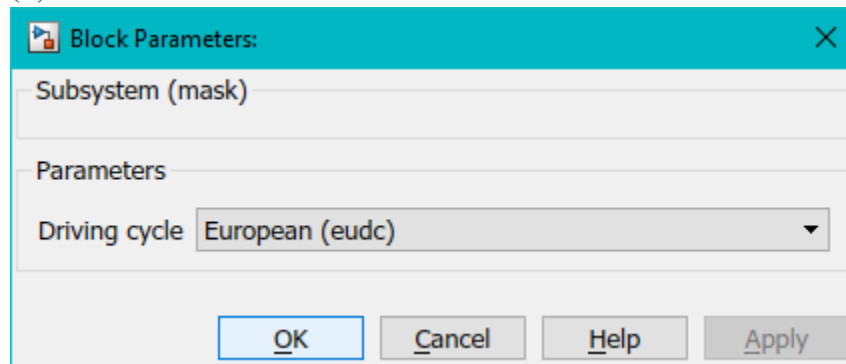 Block Parameters:
Subsystem (mask)
Parameters
Driving cycle European (eudc)
OK Cancel Help Apply